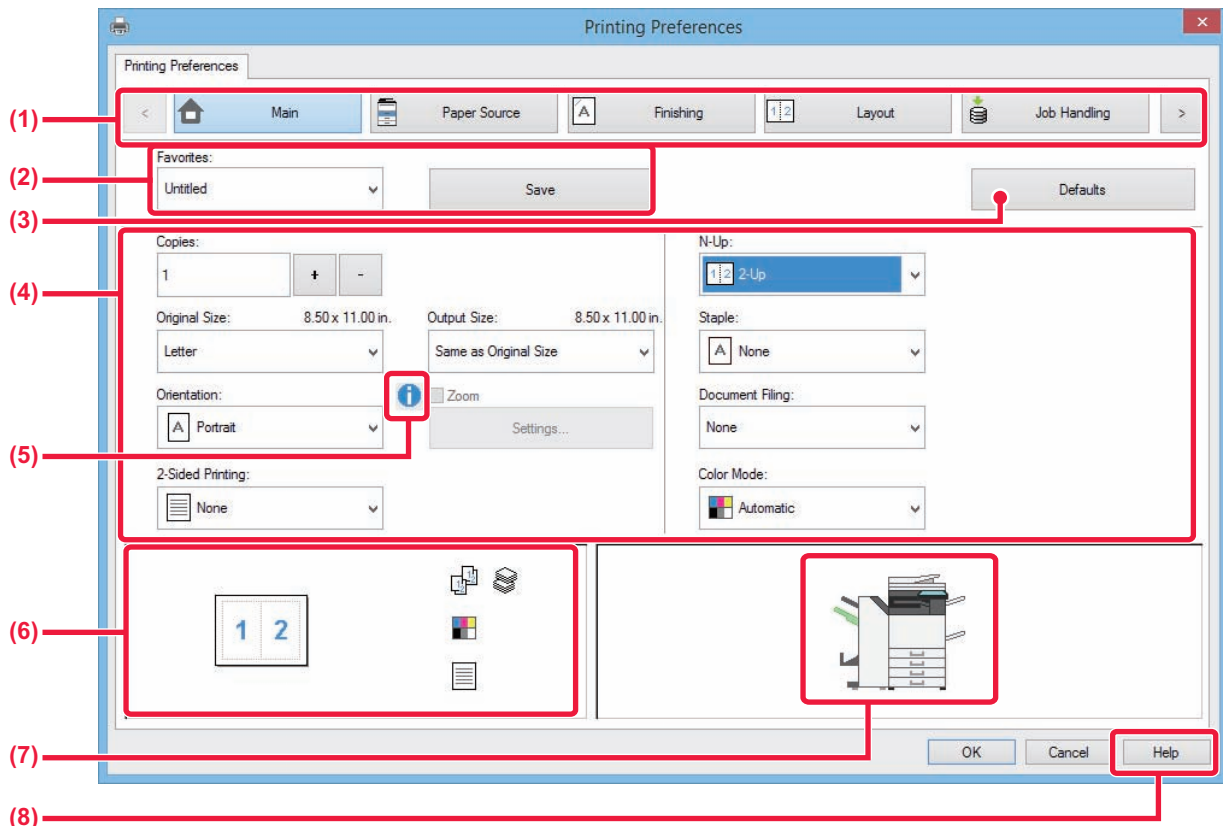 Printing Preferences
Printing Preferences
(1)
< Main Paper Source Finishing Layout Job Handling >
(2)
Favorites:
Untitled Save Defaults
(3)
Copies: N-Up:
1 + - 1 2 2-Up
(4)
Original Size: 8.50 x 11.00 in. Output Size: 8.50 x 11.00 in. Staple:
Letter Same as Original Size A None
Orientation: i Zoom Document Filing:
A Portrait Settings... None
(5)
2-Sided Printing: Color Mode:
None Automatic
(6)
1 2
(7)
OK Cancel Help
(8)